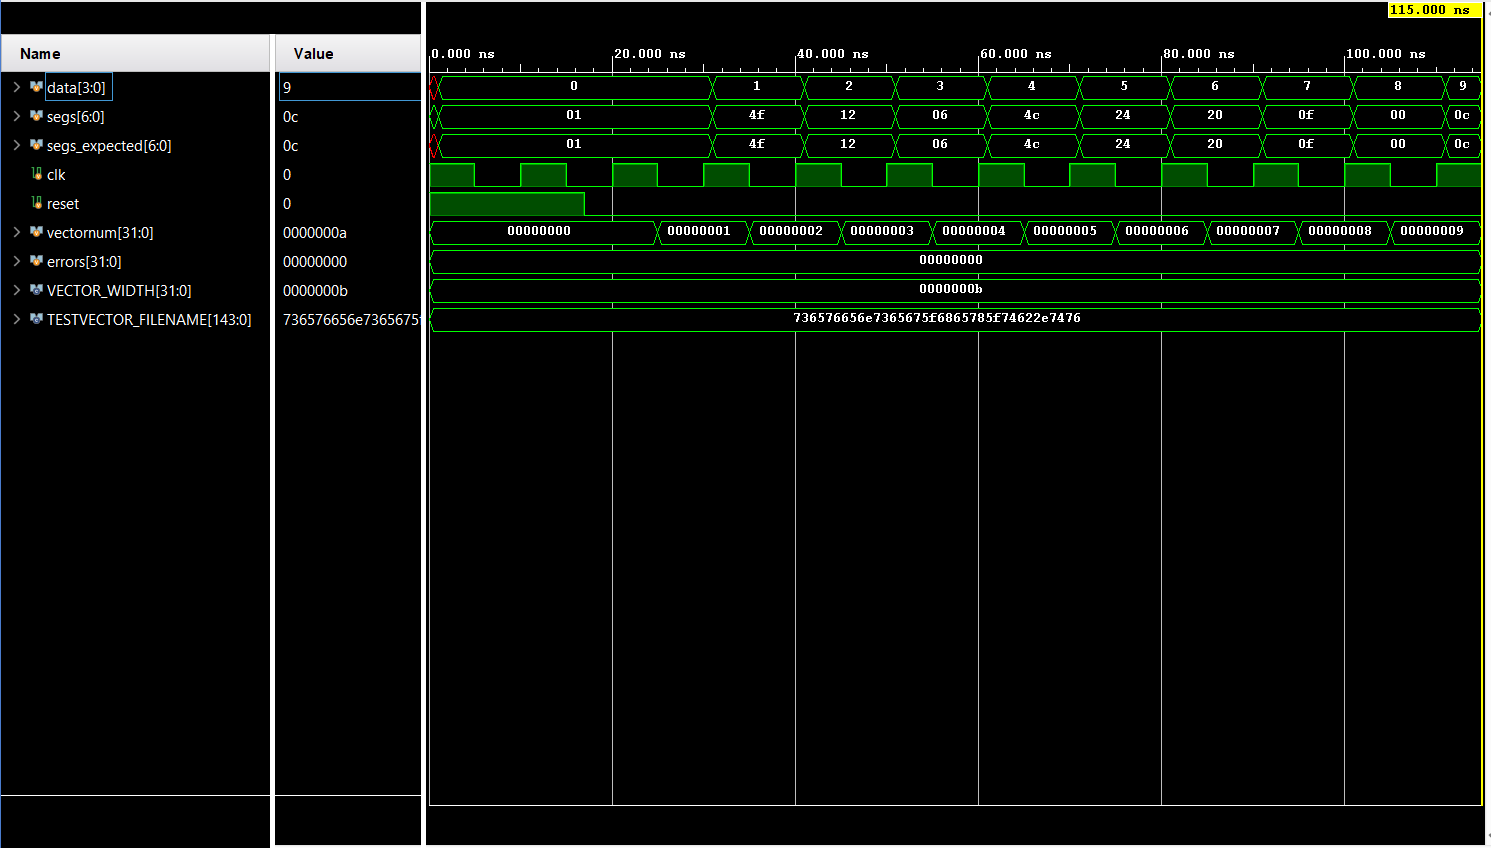 115.000 ns
Name Value 0.000 ns 20.000 ns 40.000 ns 60.000 ns 80.000 ns 100.000 ns
data[3:0] 9 0 1 2 3 4 5 6 7 8 9
segs[6:0] 0c 01 4f 12 06 4c 24 20 0f 00 0c
segs_expected[6:0] 0c 01 4f 12 06 4c 24 20 0f 00 0c
clk 0
reset 0
vectornum[31:0] 0000000a 00000000 00000001 00000002 00000003 00000004 00000005 00000006 00000007 00000008 00000009
errors[31:0] 00000000 00000000
VECTOR_WIDTH[31:0] 0000000b 0000000b
TESTVECTOR_FILENAME[143:0] 736576656e7365675 736576656e7365675f6865785f74622e7476